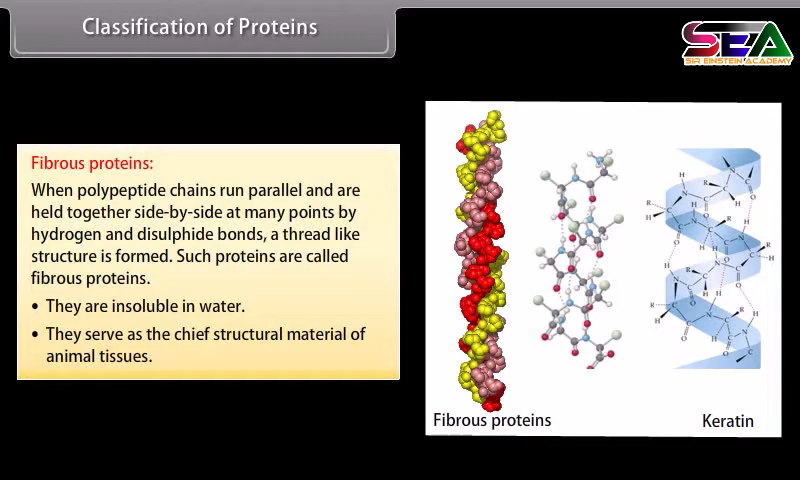 Classification of Proteins
SEA
SIR EINSTEIN ACADEMY
Fibrous proteins:
When polypeptide chains run parallel and are
held together side-by-side at many points by
hydrogen and disulphide bonds, a thread like
structure is formed. Such proteins are called
fibrous proteins.
• They are insoluble in water.
• They serve as the chief structural material of
animal tissues.
Fibrous proteins
Keratin